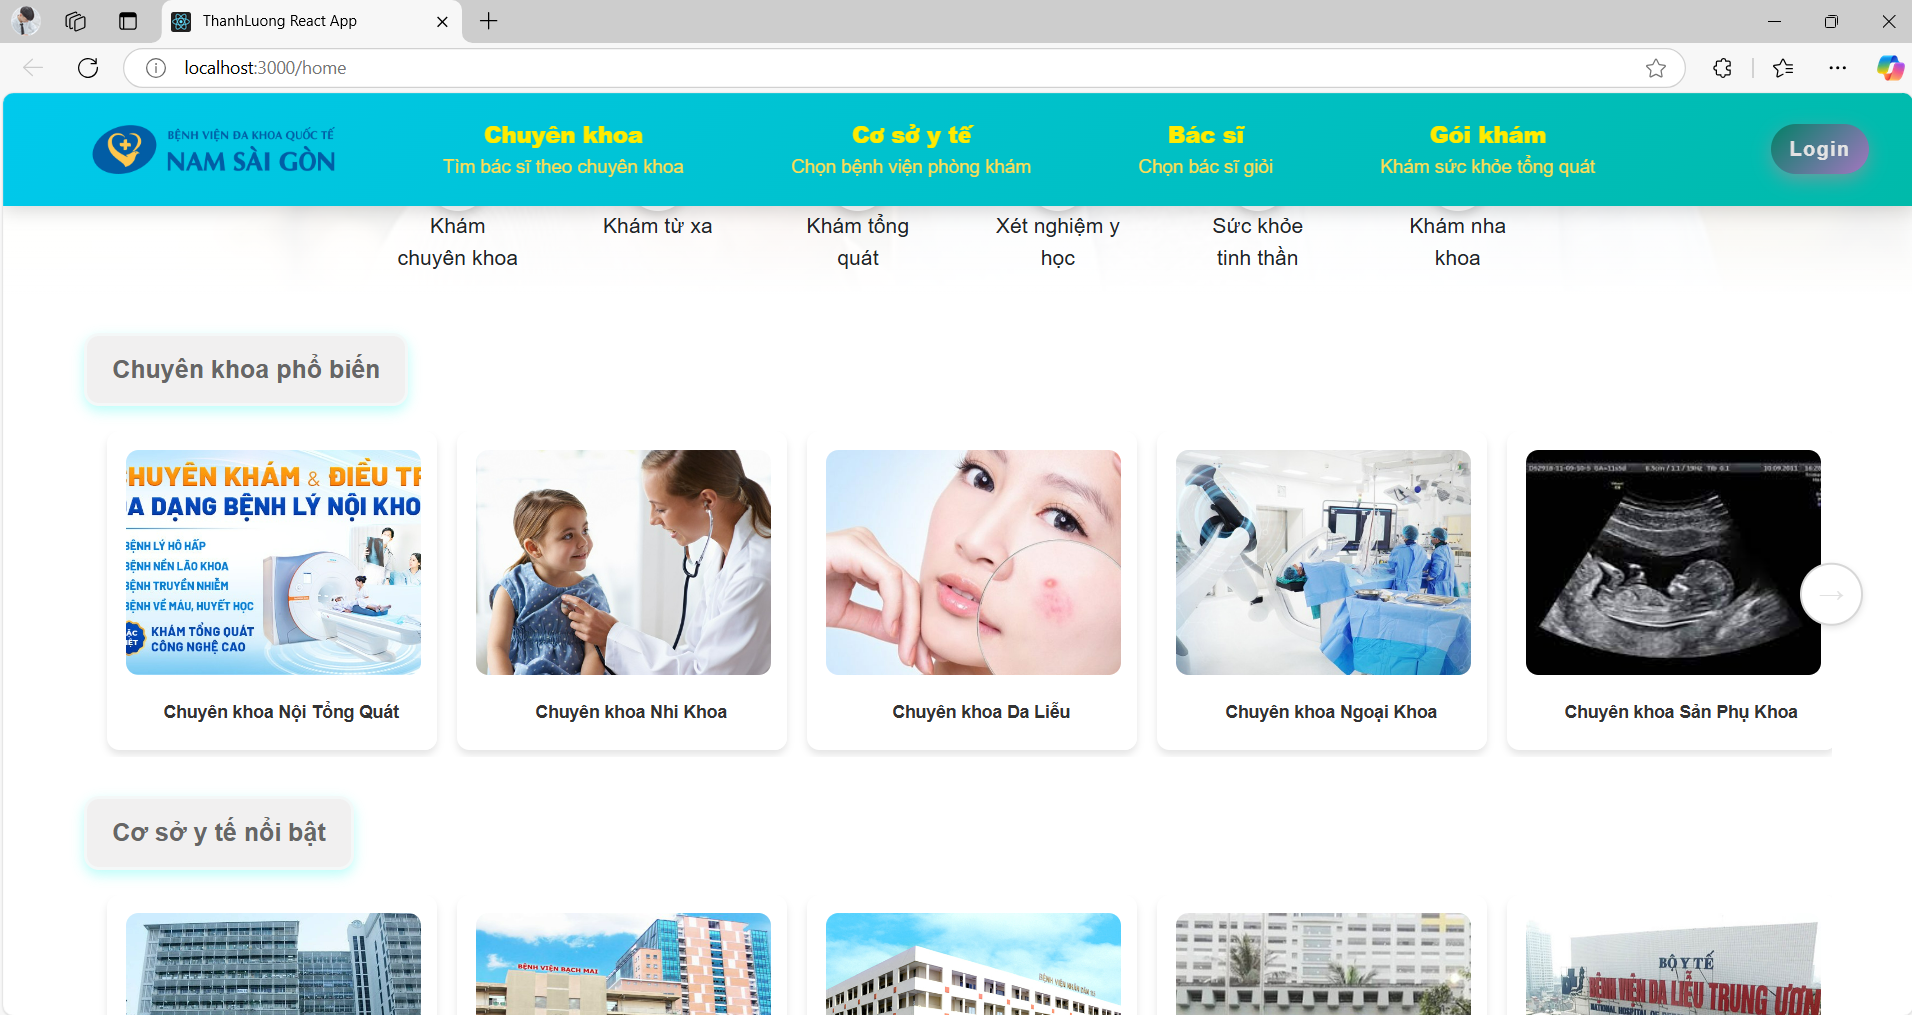 ThanhLuong React App
localhost:3000/home
BỆNH VIỆN ĐA KHOA QUỐC TẾ
NAM SÀI GÒN
Chuyên khoa
Tìm bác sĩ theo chuyên khoa
Cơ sở y tế
Chọn bệnh viện phòng khám
Bác sĩ
Chọn bác sĩ giỏi
Gói khám
Khám sức khỏe tổng quát
Login
Khám
chuyên khoa
Khám từ xa
Khám tổng
quát
Xét nghiệm y
học
Sức khỏe
tinh thần
Khám nha
khoa
Chuyên khoa phổ biến
HUYÊN KHÁM & ĐIỀU TR
A DẠNG BỆNH LÝ NỘI KHO
BỆNH LÝ HÔ HẤP
BỆNH NỀN LÃO KHOA
BỆNH TRUYỀN NHIỄM
BỆNH VỀ MÁU, HUYẾT HỌC
KHÁM TỔNG QUÁT
CÔNG NGHỆ CAO
10.09.2011
Chuyên khoa Nội Tổng Quát
Chuyên khoa Nhi Khoa
Chuyên khoa Da Liễu
Chuyên khoa Ngoại Khoa
Chuyên khoa Sản Phụ Khoa
Cơ sở y tế nổi bật
BỆNH VIỆN BẠCH MAI
BỘ Y TẾ
BỆNH VIỆN DA LIỄU TRUNG ƯƠN